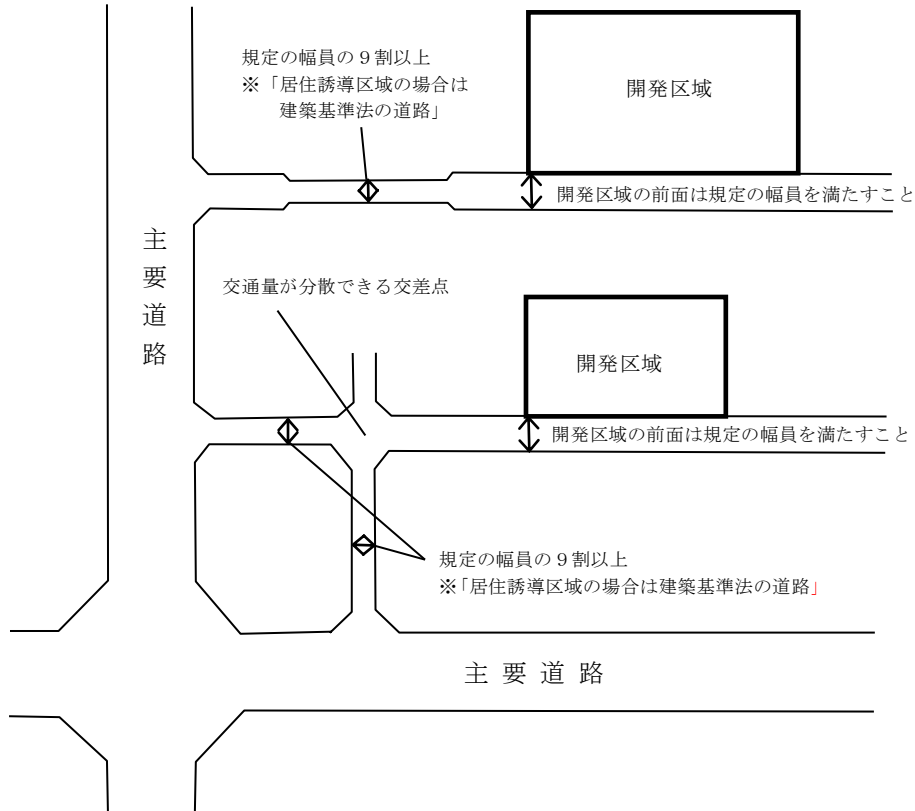 規定の幅員の９割以上
※「居住誘導区域の場合は
建築基準法の道路」
開発区域
開発区域の前面は規定の幅員を満たすこと
主要道路
交通量が分散できる交差点
開発区域
開発区域の前面は規定の幅員を満たすこと
規定の幅員の９割以上
※「居住誘導区域の場合は建築基準法の道路」
主要道路